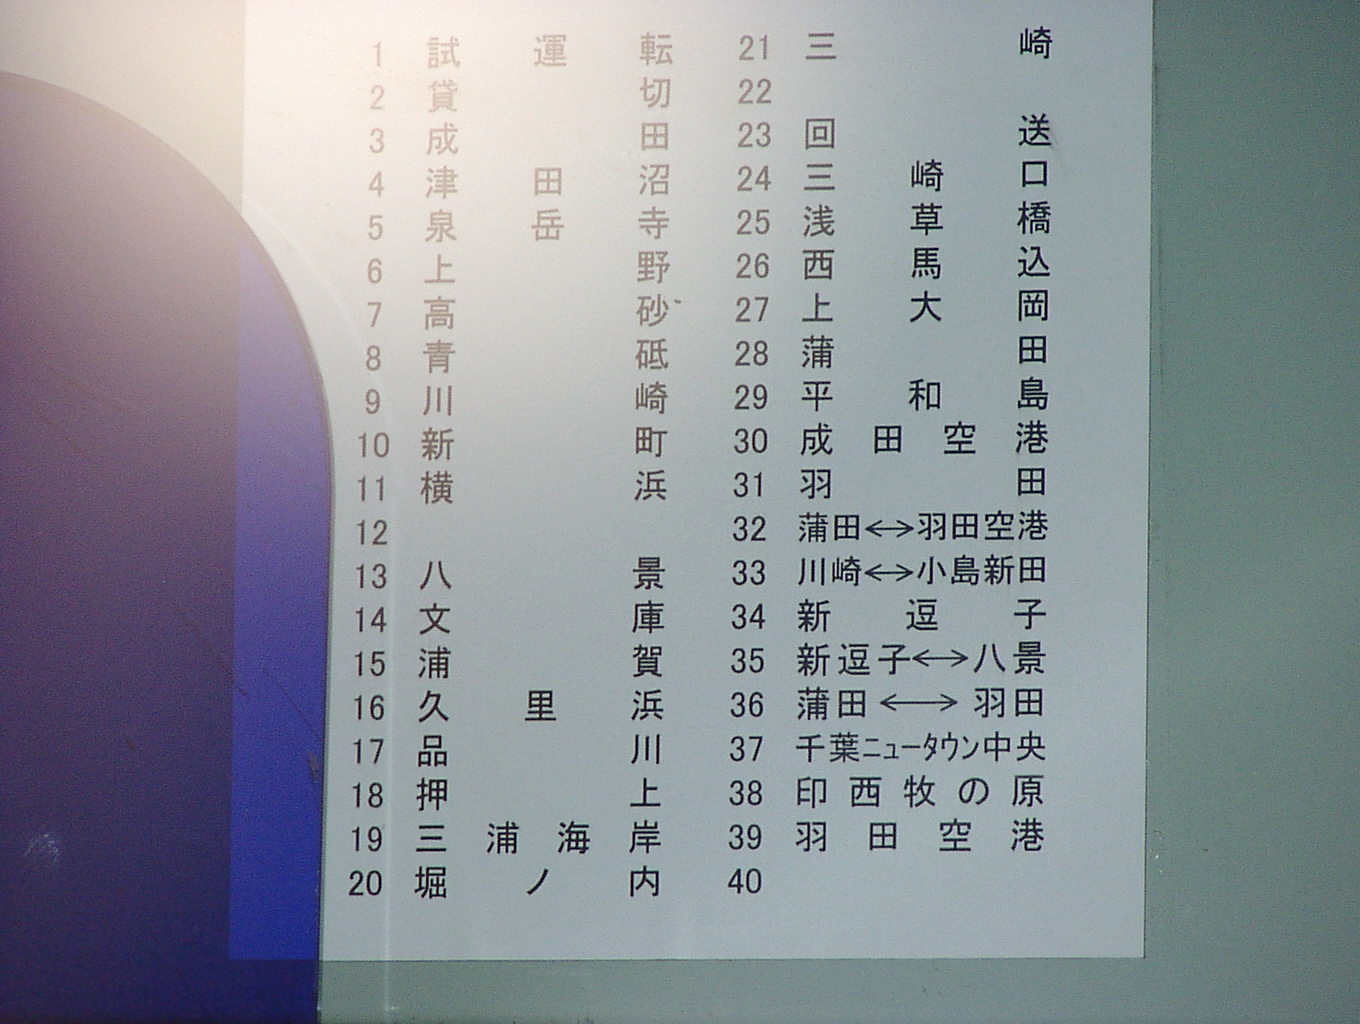 1 試運転
2 貸切
3 成田
4 津田沼
5 泉岳寺
6 上野
7 高砂
8 青砥
9 川崎
10 新町
11 横浜
12
13 八景
14 文庫
15 浦賀
16 久里浜
17 品川
18 押上
19 三浦海岸
20 堀ノ内
21 三崎
22
23 回送
24 三崎口
25 浅草橋
26 西馬込
27 上大岡
28 蒲田
29 平和島
30 成田空港
31 羽田
32 蒲田↔羽田空港
33 川崎↔小島新田
34 新逗子
35 新逗子↔八景
36 蒲田↔羽田
37 千葉ニュータウン中央
38 印西牧の原
39 羽田空港
40